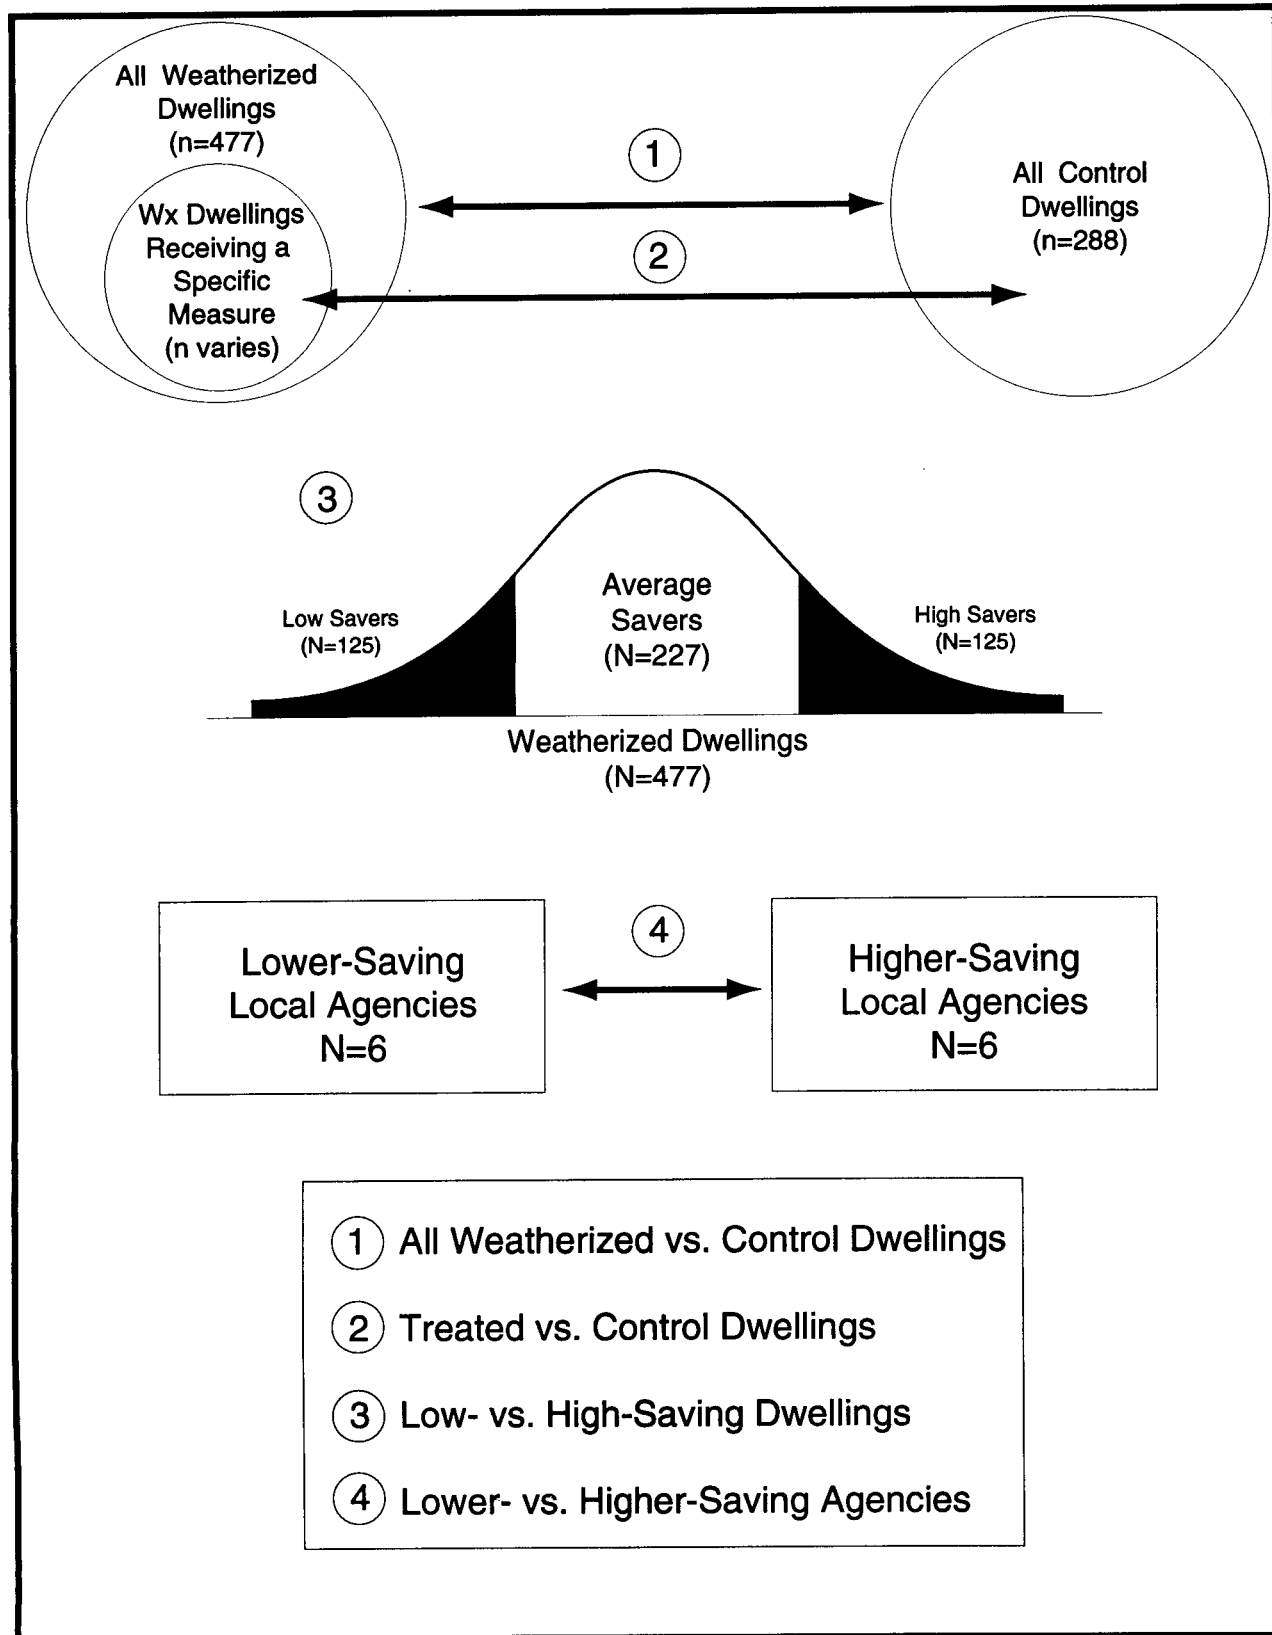 All Weatherized
Dwellings
(n=477)
Wx Dwellings
Receiving a
Specific
Measure
(n varies)
1
2
All Control
Dwellings
(n=288)
3
Low Savers
(N=125)
Average
Savers
(N=227)
High Savers
(N=125)
Weatherized Dwellings
(N=477)
Lower-Saving
Local Agencies
N=6
4
Higher-Saving
Local Agencies
N=6
1 All Weatherized vs. Control Dwellings
2 Treated vs. Control Dwellings
3 Low- vs. High-Saving Dwellings
4 Lower- vs. Higher-Saving Agencies